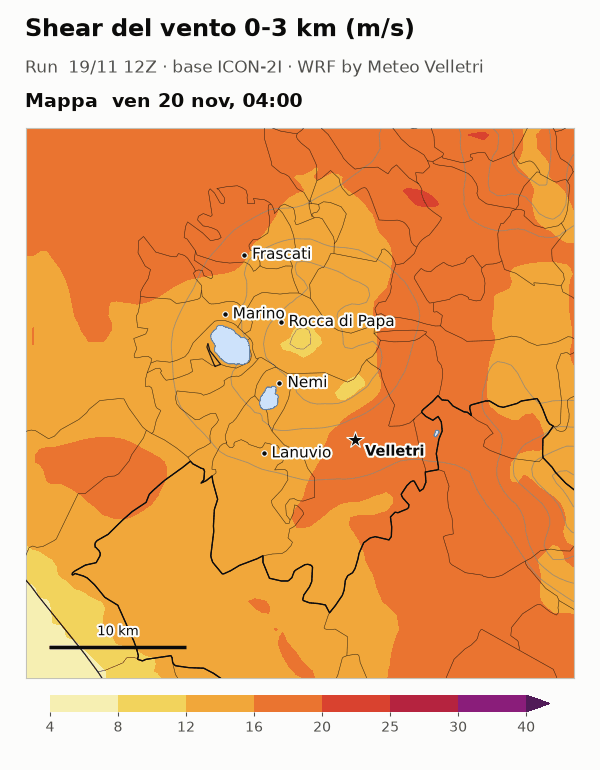 Shear del vento 0-3 km (m/s)
Run  19/11 12Z · base ICON-2I · WRF by Meteo Velletri
Mappa  ven 20 nov, 04:00
Frascati
Marino
Rocca di Papa
Nemi
Velletri
Lanuvio
10 km
4 8 12 16 20 25 30 40